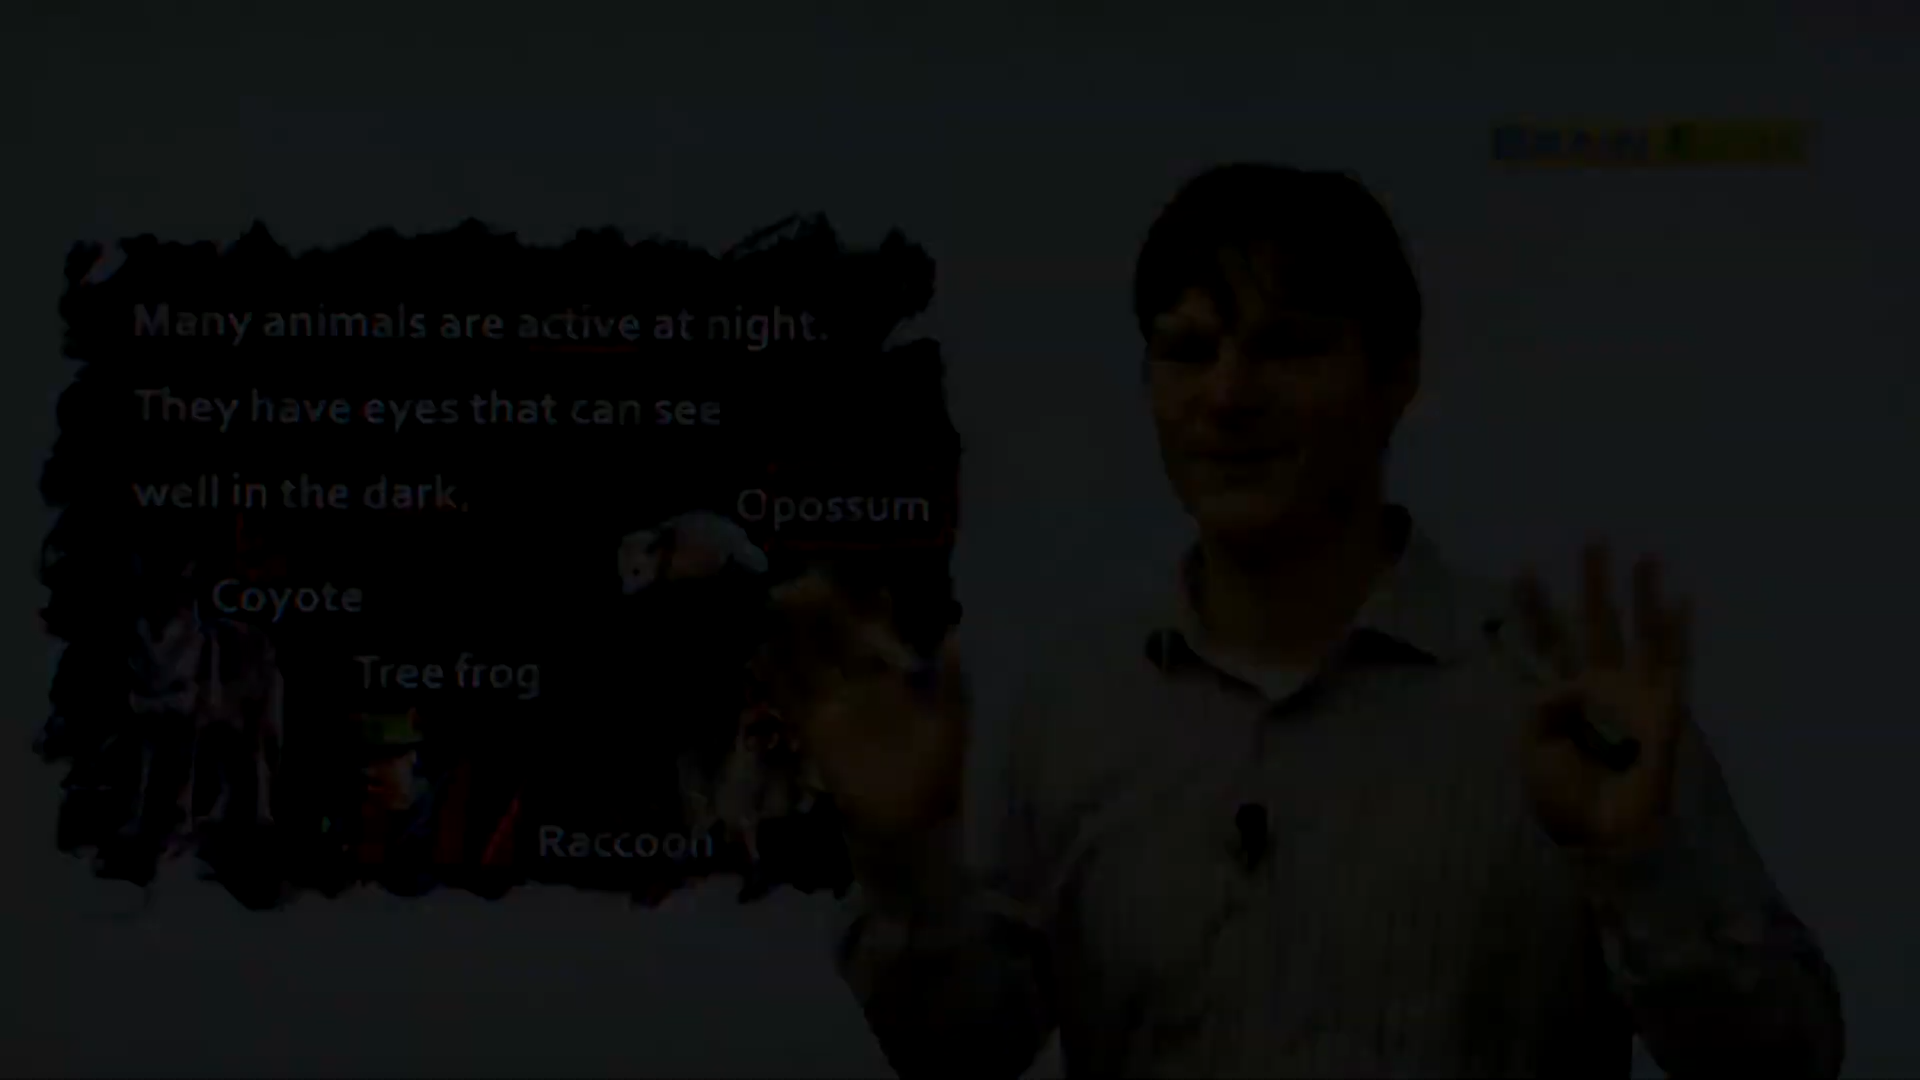 Many animals are active at night.
They have eyes that can see
well in the dark.
Opossum
Coyote
Tree frog
Raccoon